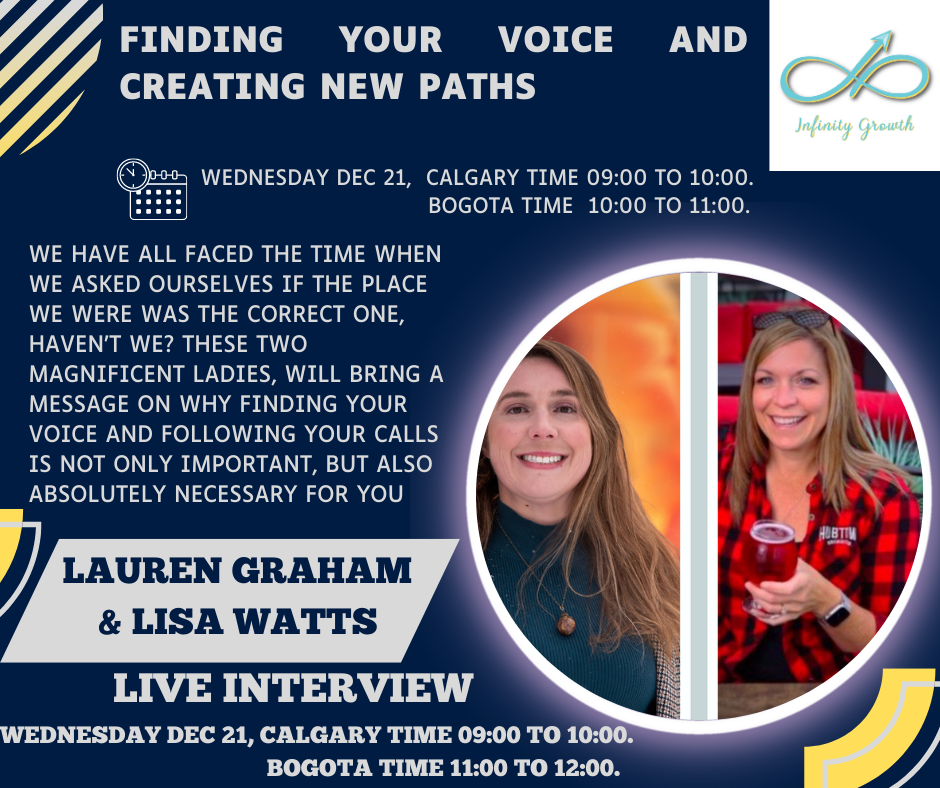 FINDING YOUR VOICE AND
CREATING NEW PATHS
Infinity Growth
WEDNESDAY DEC 21, CALGARY TIME 09:00 TO 10:00.
BOGOTA TIME 10:00 TO 11:00.
WE HAVE ALL FACED THE TIME WHEN
WE ASKED OURSELVES IF THE PLACE
WE WERE WAS THE CORRECT ONE,
HAVEN'T WE? THESE TWO
MAGNIFICENT LADIES, WILL BRING A
MESSAGE ON WHY FINDING YOUR
VOICE AND FOLLOWING YOUR CALLS
IS NOT ONLY IMPORTANT, BUT ALSO
ABSOLUTELY NECESSARY FOR YOU
LAUREN GRAHAM
& LISA WATTS
LIVE INTERVIEW
WEDNESDAY DEC 21, CALGARY TIME 09:00 TO 10:00.
BOGOTA TIME 11:00 TO 12:00.